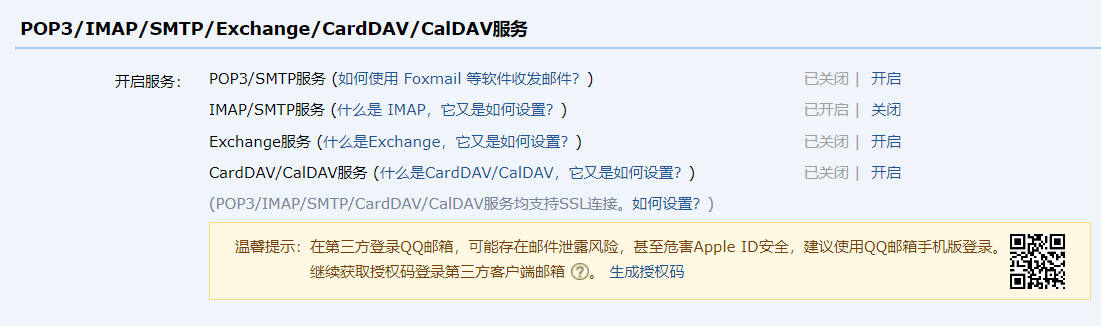 POP3/IMAP/SMTP/Exchange/CardDAV/CalDAV服务
开启服务： POP3/SMTP服务 (如何使用 Foxmail 等软件收发邮件？) 已关闭 | 开启
IMAP/SMTP服务 (什么是 IMAP，它又是如何设置？) 已开启 | 关闭
Exchange服务 (什么是Exchange，它又是如何设置？) 已关闭 | 开启
CardDAV/CalDAV服务 (什么是CardDAV/CalDAV，它又是如何设置？) 已关闭 | 开启
(POP3/IMAP/SMTP/CardDAV/CalDAV服务均支持SSL连接。如何设置？)
温馨提示：在第三方登录QQ邮箱，可能存在邮件泄露风险，甚至危害Apple ID安全，建议使用QQ邮箱手机版登录。
继续获取授权码登录第三方客户端邮箱 ?。 生成授权码